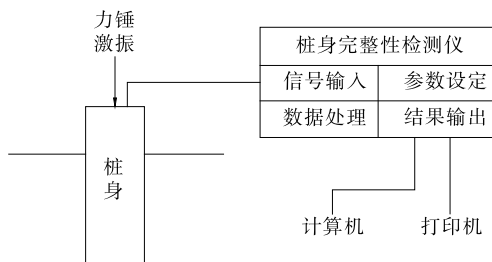 力锤
激振
桩身完整性检测仪
信号输入
参数设定
数据处理
结果输出
桩
身
计算机
打印机